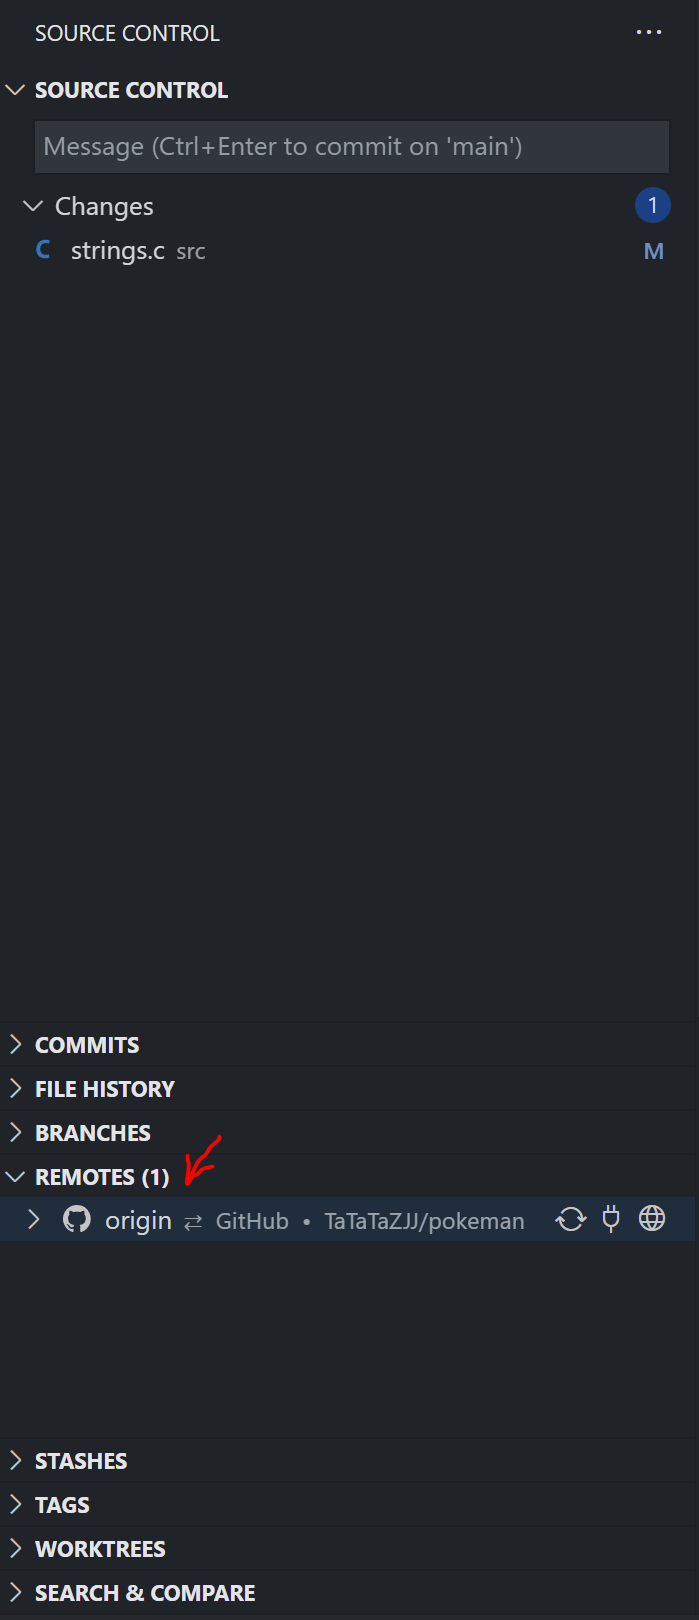 SOURCE CONTROL
SOURCE CONTROL
Message (Ctrl+Enter to commit on 'main')
Changes 1
strings.c src M
COMMITS
FILE HISTORY
BRANCHES
REMOTES (1)
origin ⇄ GitHub • TaTaTaZJJ/pokeman
STASHES
TAGS
WORKTREES
SEARCH & COMPARE